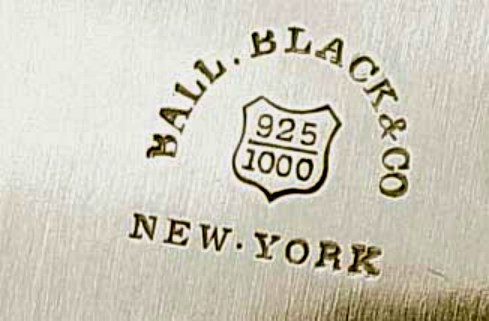 BALL. BLACK & CO
925
1000
NEW. YORK